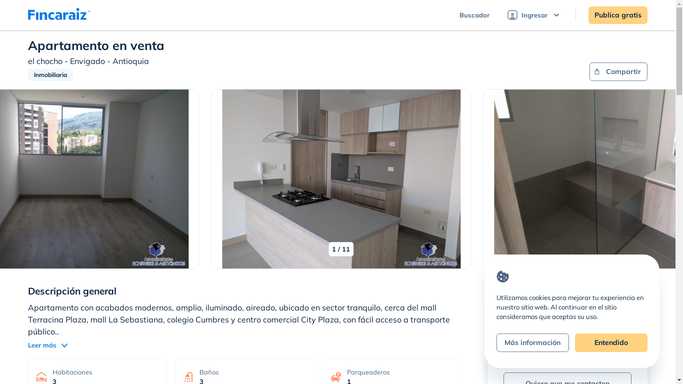 Fincaraiz
Buscador
Ingresar
Publica gratis
Apartamento en venta
el chocho - Envigado - Antioquia
Inmobiliaria
Compartir
1 / 11
Descripción general
Apartamento con acabados modernos, amplio, iluminado, aireado, ubicado en sector tranquilo, cerca del mall
Terracina Plaza, mall La Sebastiana, colegio Cumbres y centro comercial City Plaza, con fácil acceso a transporte
público..
Leer más
Habitaciones
3
Baños
3
Parqueaderos
1
Utilizamos cookies para mejorar tu experiencia en
nuestro sitio web. Al continuar en el sitio
consideramos que aceptas su uso.
Más información
Entendido
Quiero que me contacten